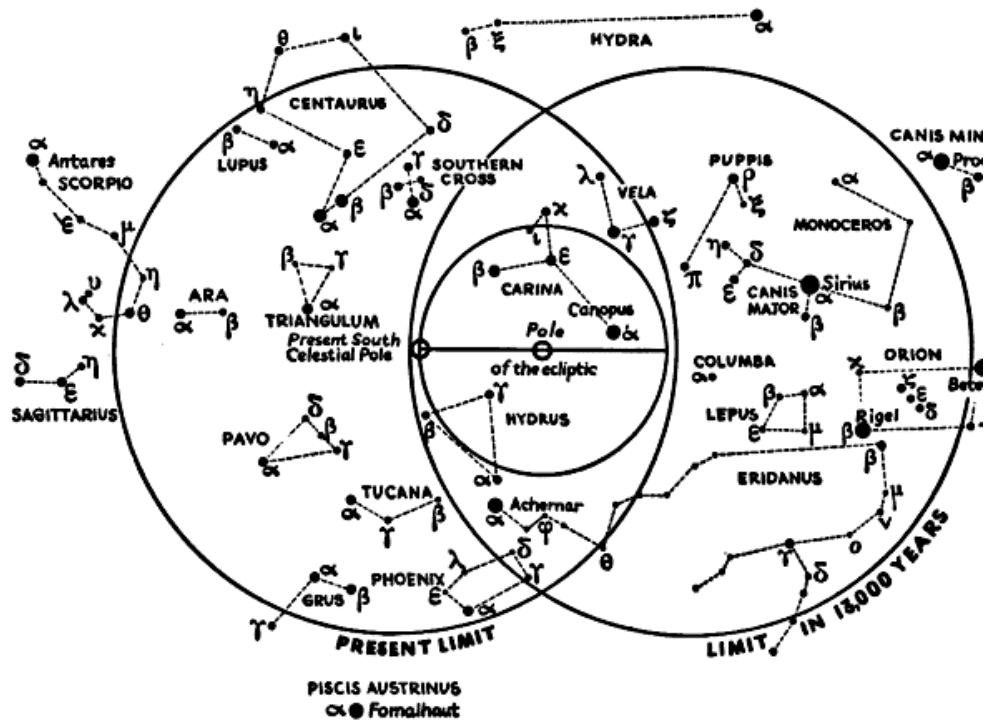 β ξ α
HYDRA
θ ι
η
CENTAURUS
δ
β α
LUPUS
ε
γ
SOUTHERN
CROSS
β δ
α
α β
α
Antares
SCORPIO
ε μ
η
υ
λ
κ θ
ARA
α β
β γ
α
TRIANGULUM
Present South
Celestial Pole
δ η
ε
SAGITTARIUS
λ
VELA
γ ζ
χ
ι
ε
β
CARINA
Canopus
α
Pole
of the ecliptic
PUPPIS
ρ
ξ
π
α
MONOCEROS
β
CANIS MIN
α Proc
β
η δ
ε
Sirius
α
CANIS
MAJOR
β
COLUMBA
α
ORION
κ
ζ
ε
δ
Bete
β Rigel
β α
LEPUS
ε μ
δ
β
PAVO
γ
α
γ
HYDRUS
β
α
ERIDANUS
β
μ
ν
ο
γ
δ
TUCANA
α β
γ
α Achernar
φ
θ
λ δ
PHOENIX
γ
ε
α
α
GRUS
β
γ
PRESENT LIMIT
LIMIT IN 13,000 YEARS
PISCIS AUSTRINUS
α Fomalhaut